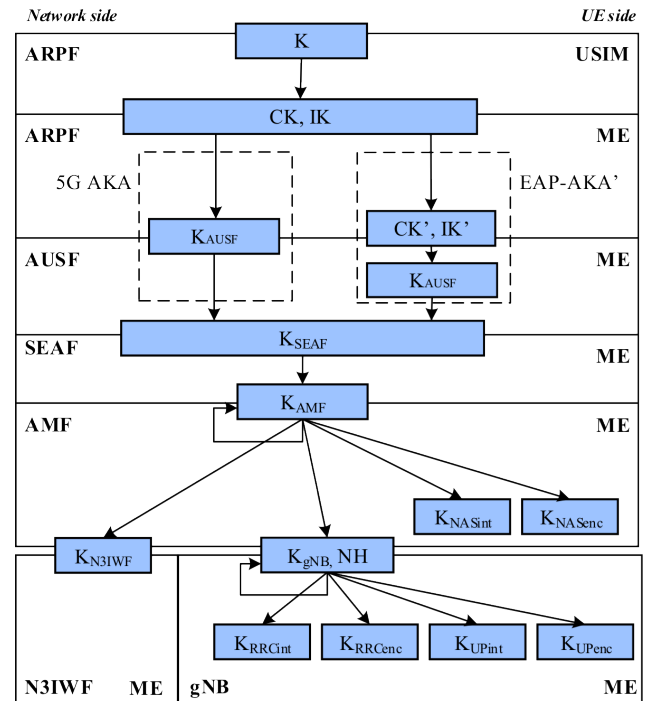 Network side
UE side
K
ARPF
USIM
CK, IK
ARPF
ME
5G AKA
EAP-AKA’
KAUSF
CK’, IK’
AUSF
ME
KAUSF
KSEAF
SEAF
ME
KAMF
AMF
ME
KNASint
KNASenc
KN3IWF
KgNB, NH
KRRCint
KRRCenc
KUPint
KUPenc
N3IWF
ME
gNB
ME